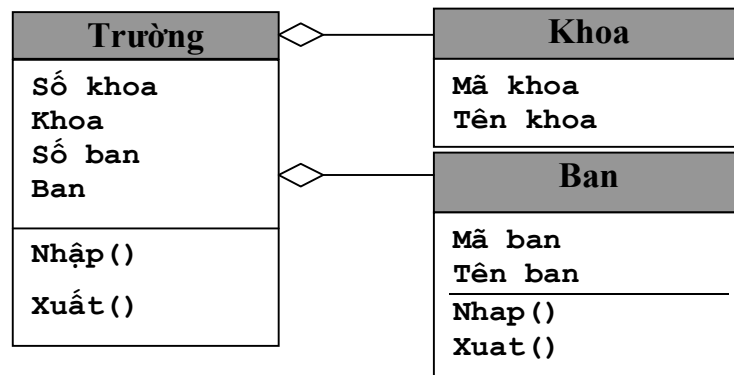 Trường
Số khoa
Khoa
Số ban
Ban
Nhập()
Xuất()
Khoa
Mã khoa
Tên khoa
Ban
Mã ban
Tên ban
Nhap()
Xuat()